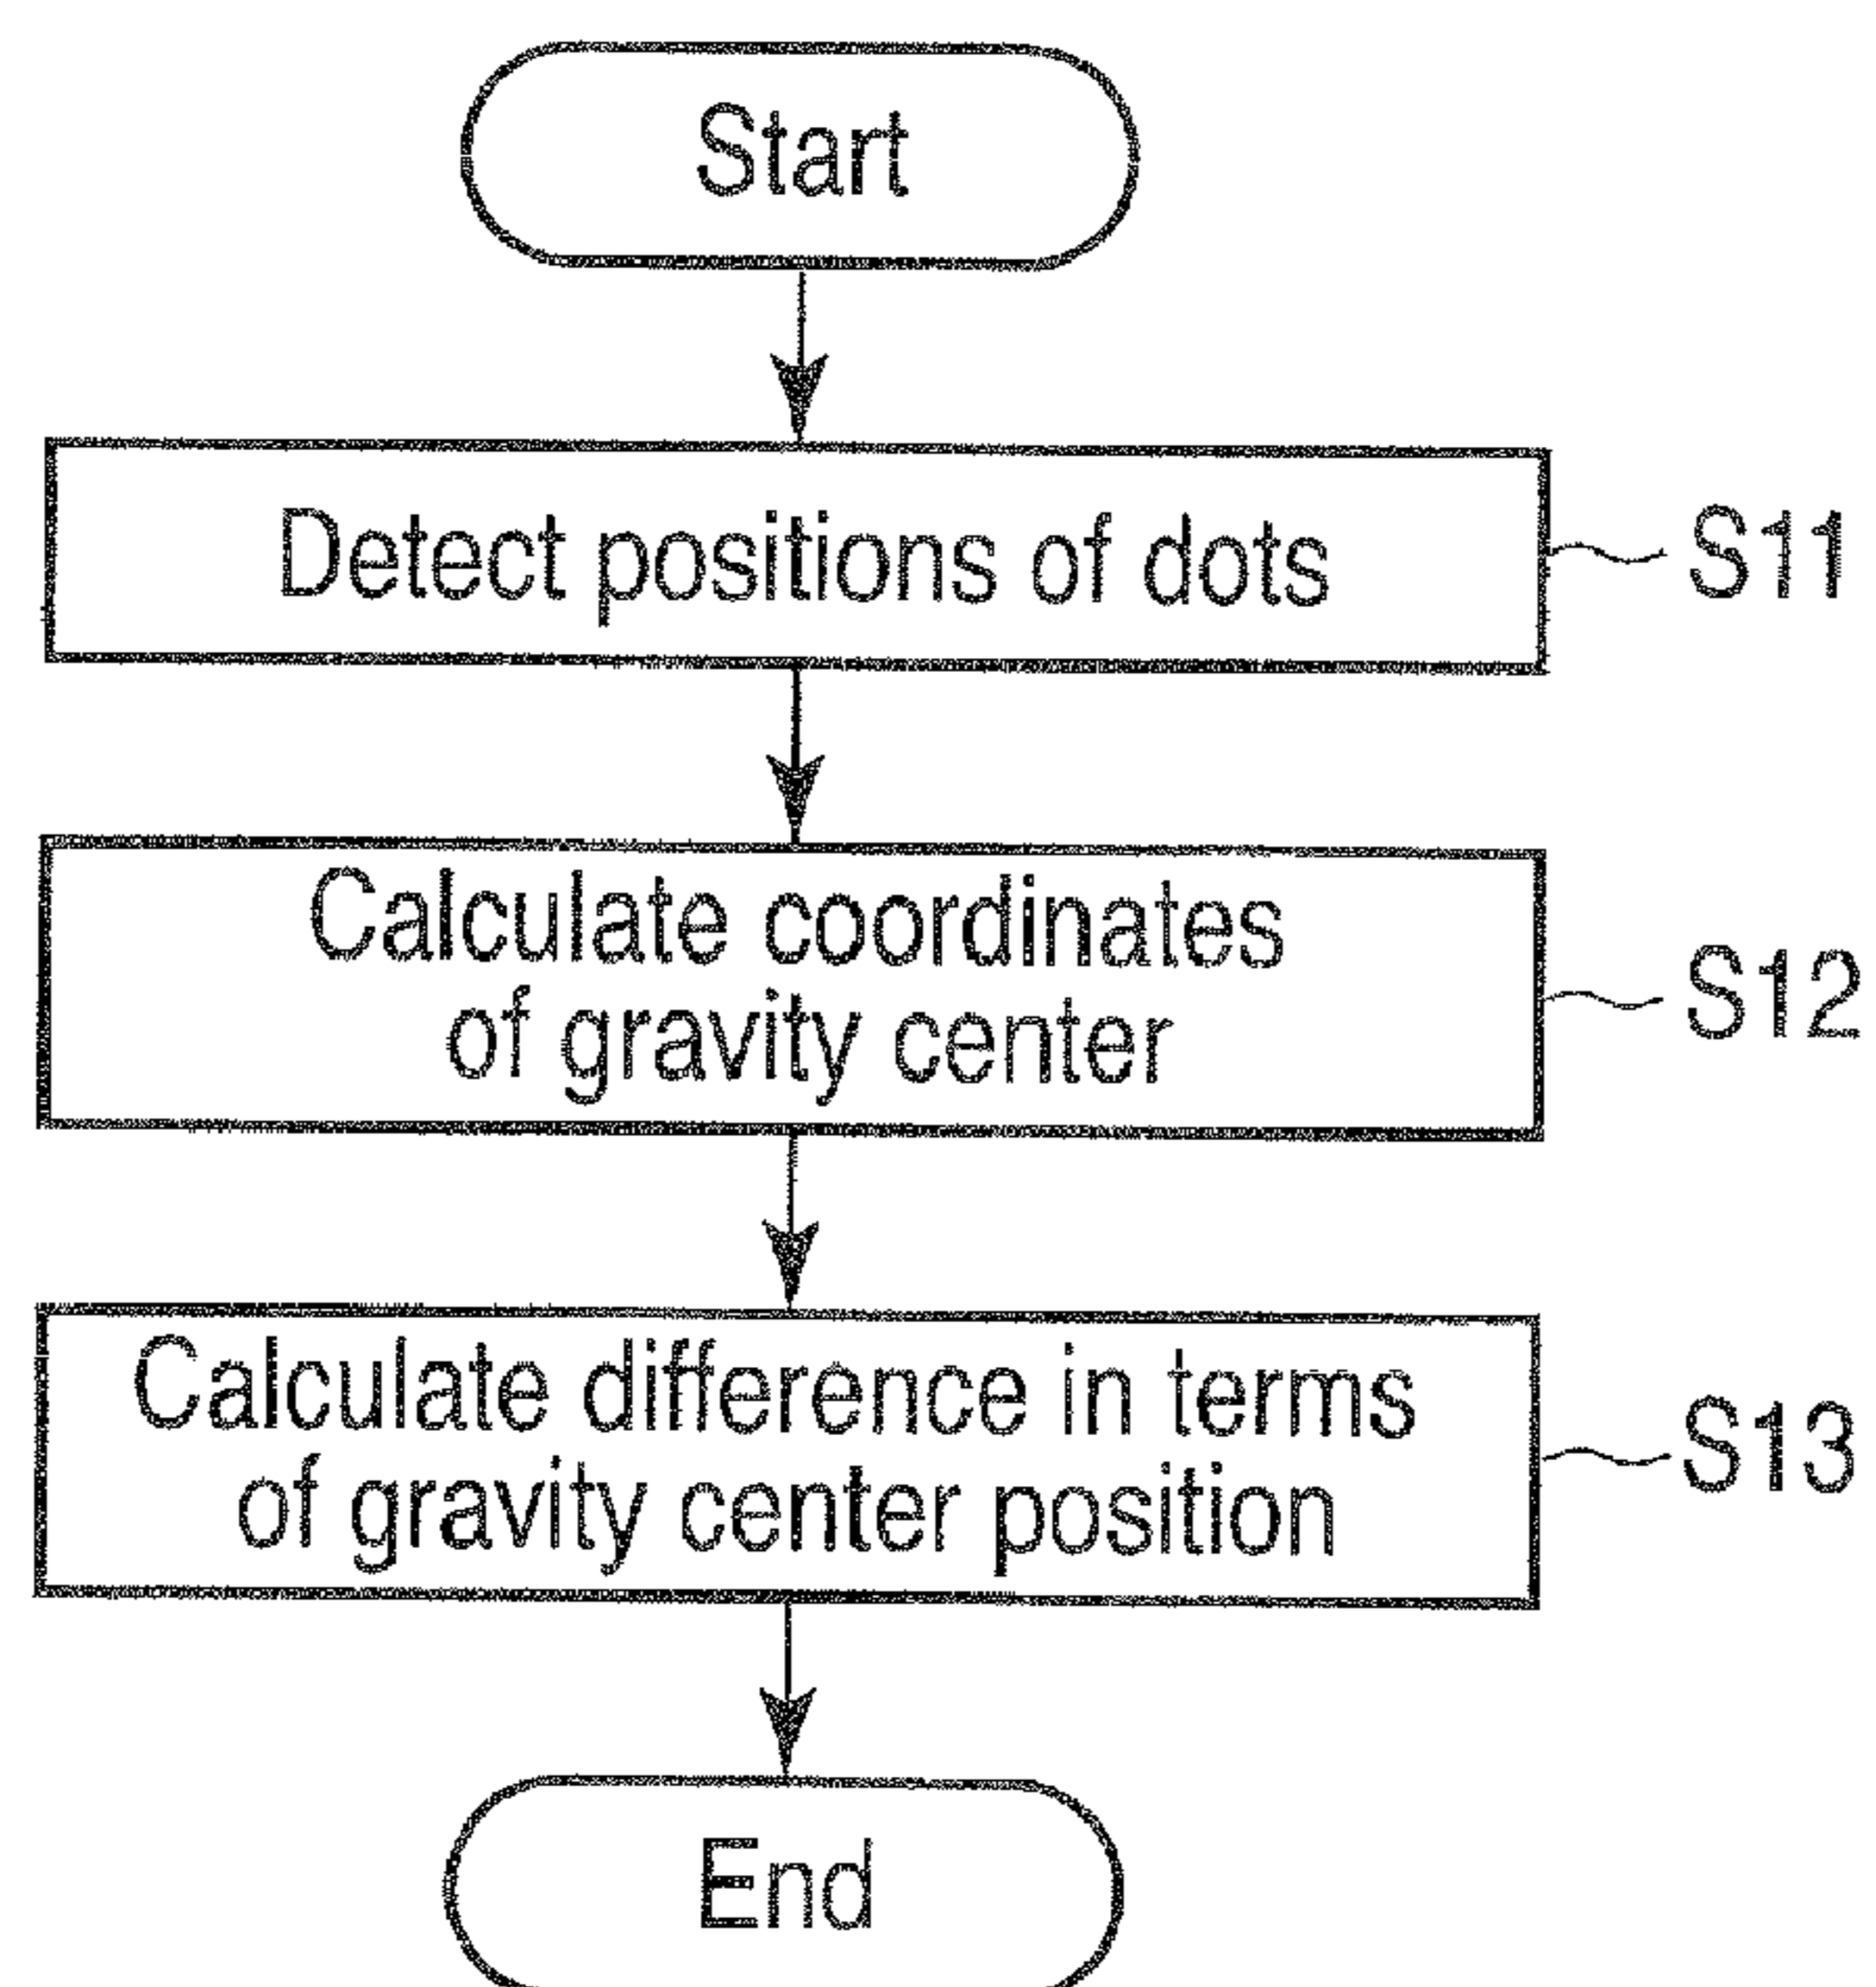 Start
Detect positions of dots
S11
Calculate coordinates
of gravity center
S12
Calculate difference in terms
of gravity center position
S13
End